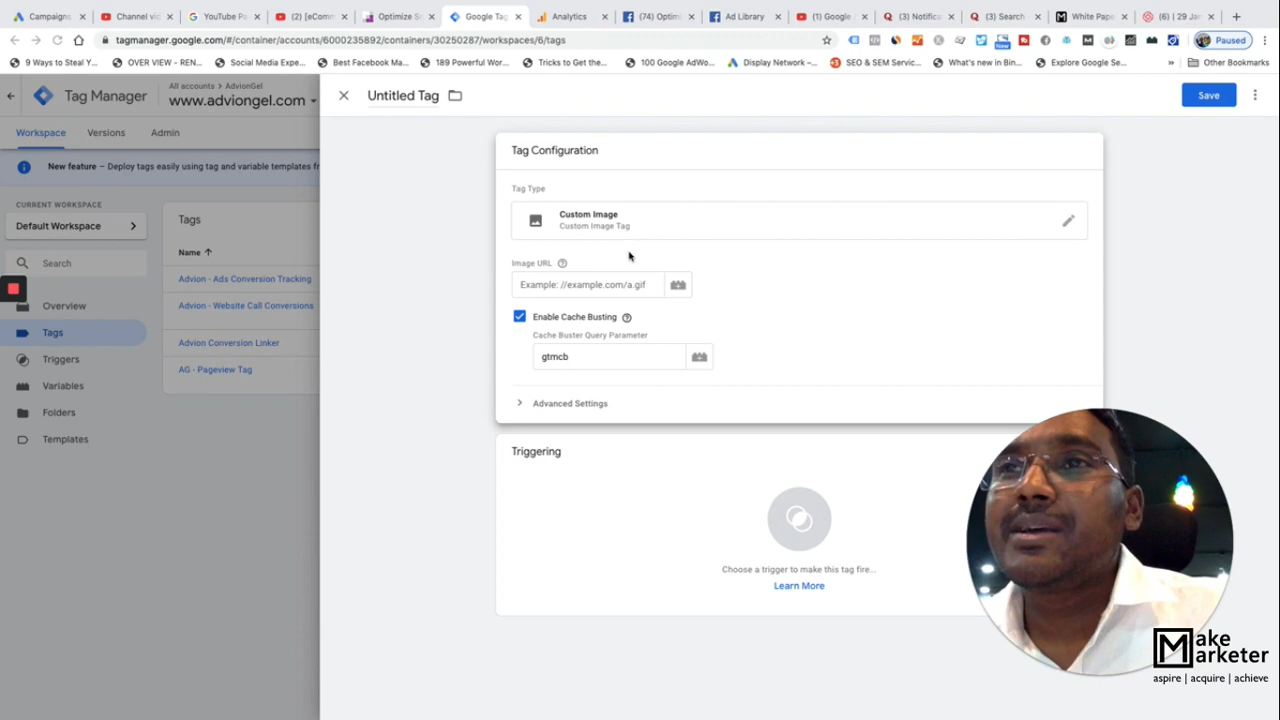 Campaigns
Channel vi
YouTube P
(2) [eComm
Optimize S
Google Tag
Analytics
(74) Optimi
Ad Library
(1) Google
(3) Notifica
(3) Search
White Pape
(6) | 29 Jan
tagmanager.google.com/#/container/accounts/6000235892/containers/30250287/workspaces/6/tags
New
Paused
9 Ways to Steal Y...
OVER VIEW - REN...
Social Media Expe...
Best Facebook Ma...
189 Powerful Wor...
Tricks to Get the...
100 Google AdWo...
Display Network –...
SEO & SEM Servic...
What's new in Bin...
Explore Google Se...
»
Other Bookmarks
Tag Manager
All accounts > AdvionGel
www.adviongel.com
Untitled Tag
Save
Workspace
Versions
Admin
New feature – Deploy tags easily using tag and variable templates fr
CURRENT WORKSPACE
Default Workspace
Search
Overview
Tags
Triggers
Variables
Folders
Templates
Tags
Name
Advion - Ads Conversion Tracking
Advion - Website Call Conversions
Advion Conversion Linker
AG - Pageview Tag
Tag Configuration
Tag Type
Custom Image
Custom Image Tag
Image URL
Example: //example.com/a.gif
Enable Cache Busting
Cache Buster Query Parameter
gtmcb
Advanced Settings
Triggering
Choose a trigger to make this tag fire...
Learn More
Make
Marketer
aspire | acquire | achieve